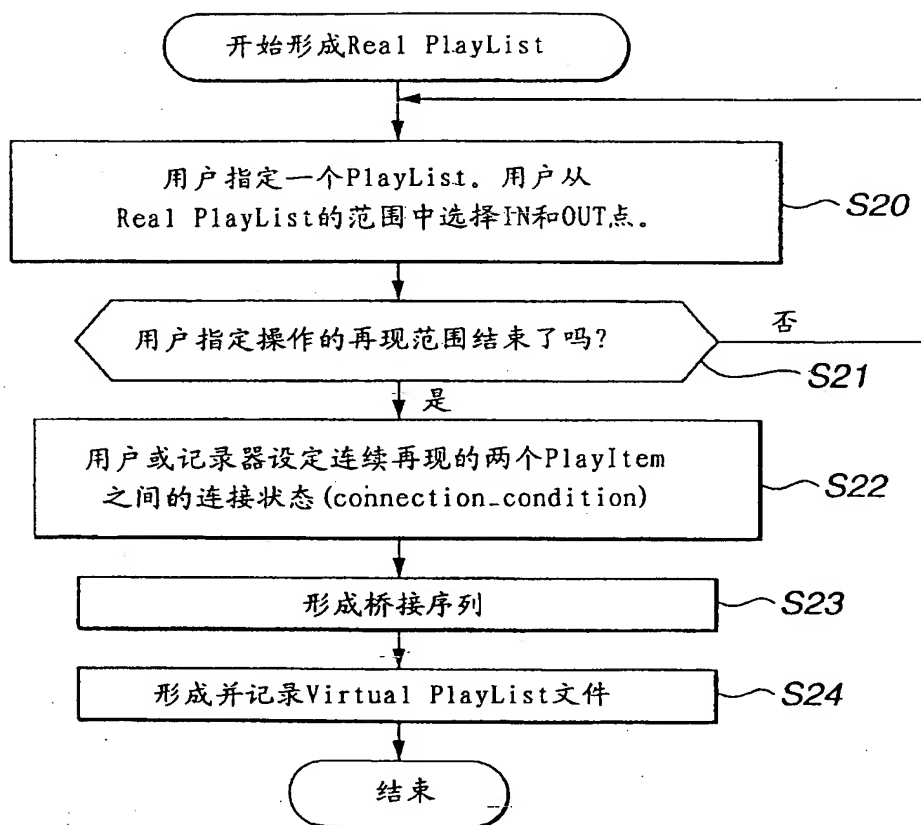 开始形成Real PlayList
用户指定一个PlayList。用户从
Real PlayList的范围中选择IN和OUT点。
S20
用户指定操作的再现范围结束了吗?
否
S21
是
用户或记录器设定连续再现的两个PlayItem
之间的连接状态(connection_condition)
S22
形成桥接序列
S23
形成并记录Virtual PlayList文件
S24
结束